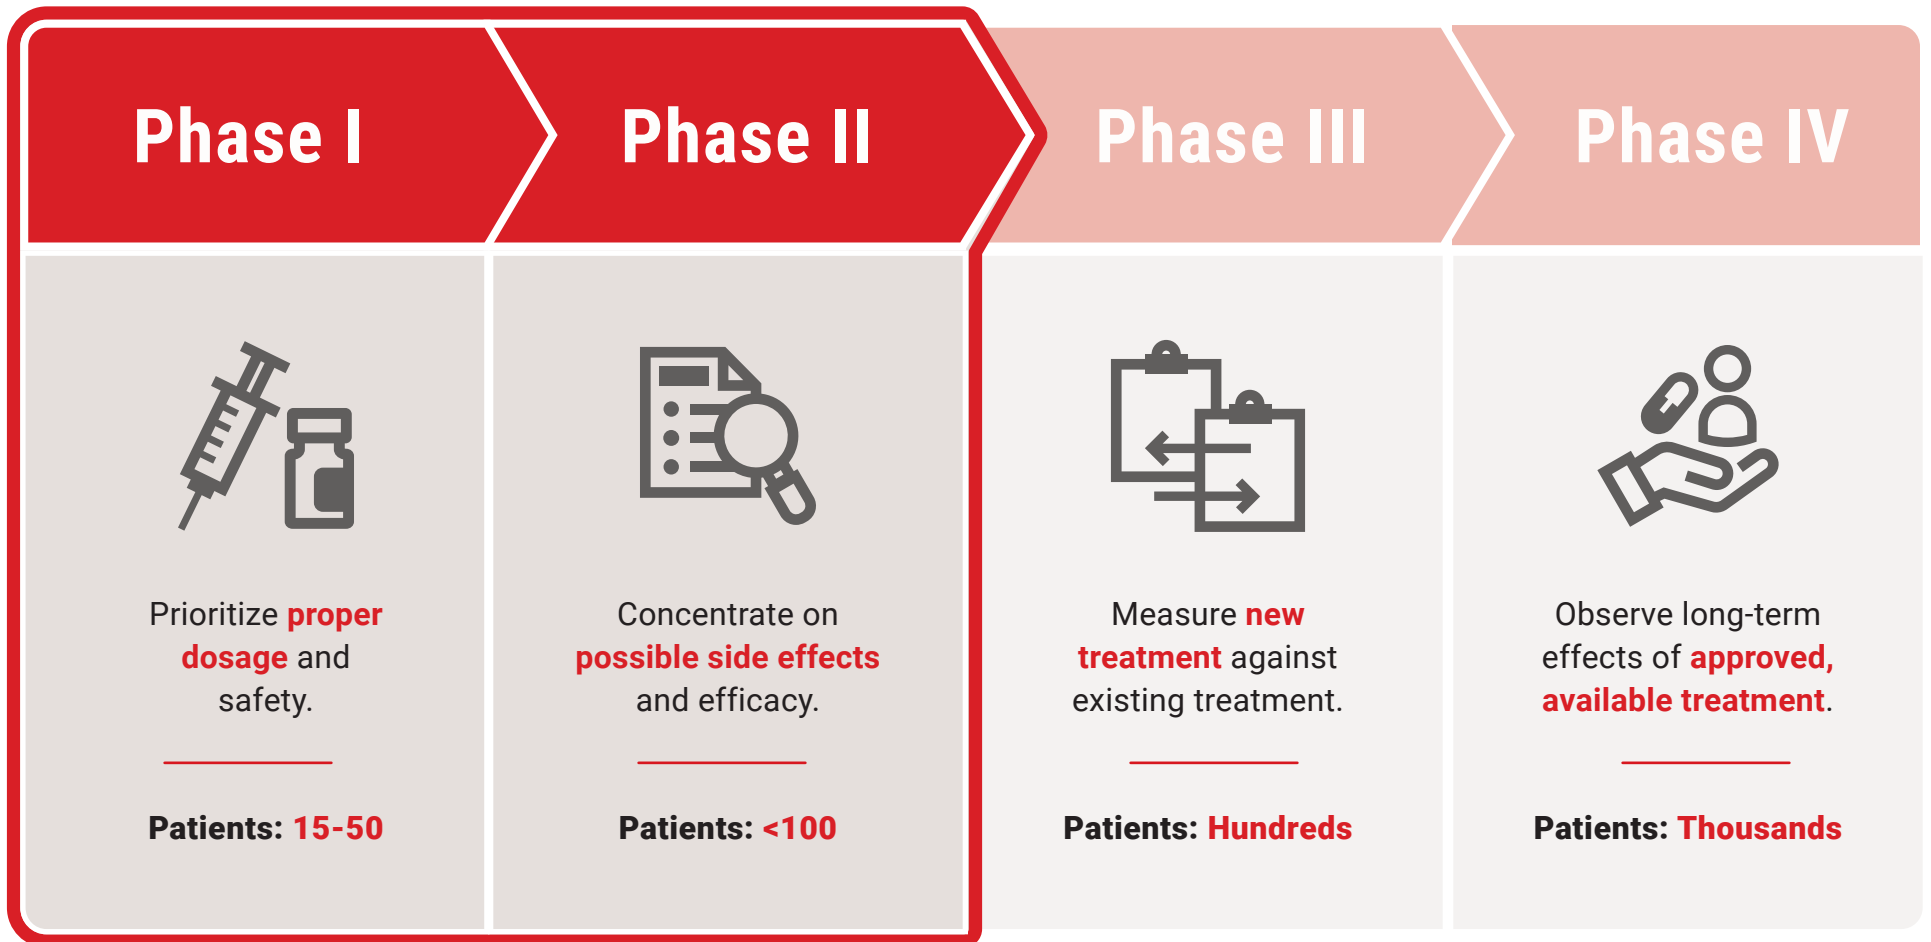 Phase I
Phase II
Phase III
Phase IV
Prioritize proper
dosage and
safety.
Patients: 15-50
Concentrate on
possible side effects
and efficacy.
Patients: <100
Measure new
treatment against
existing treatment.
Patients: Hundreds
Observe long-term
effects of approved,
available treatment.
Patients: Thousands